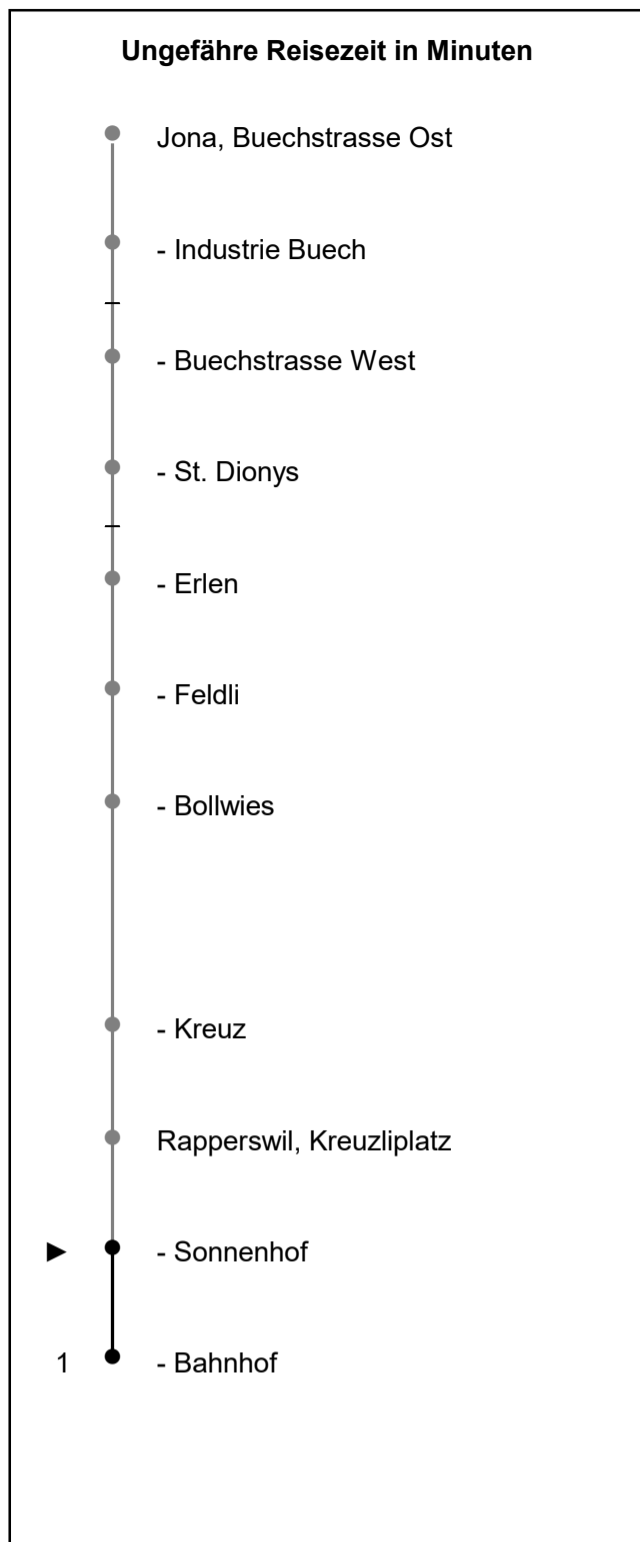 Ungefähre Reisezeit in Minuten
Jona, Buechstrasse Ost
- Industrie Buech
- Buechstrasse West
- St. Dionys
- Erlen
- Feldli
- Bollwies
- Kreuz
Rapperswil, Kreuzliplatz
► - Sonnenhof
1 - Bahnhof